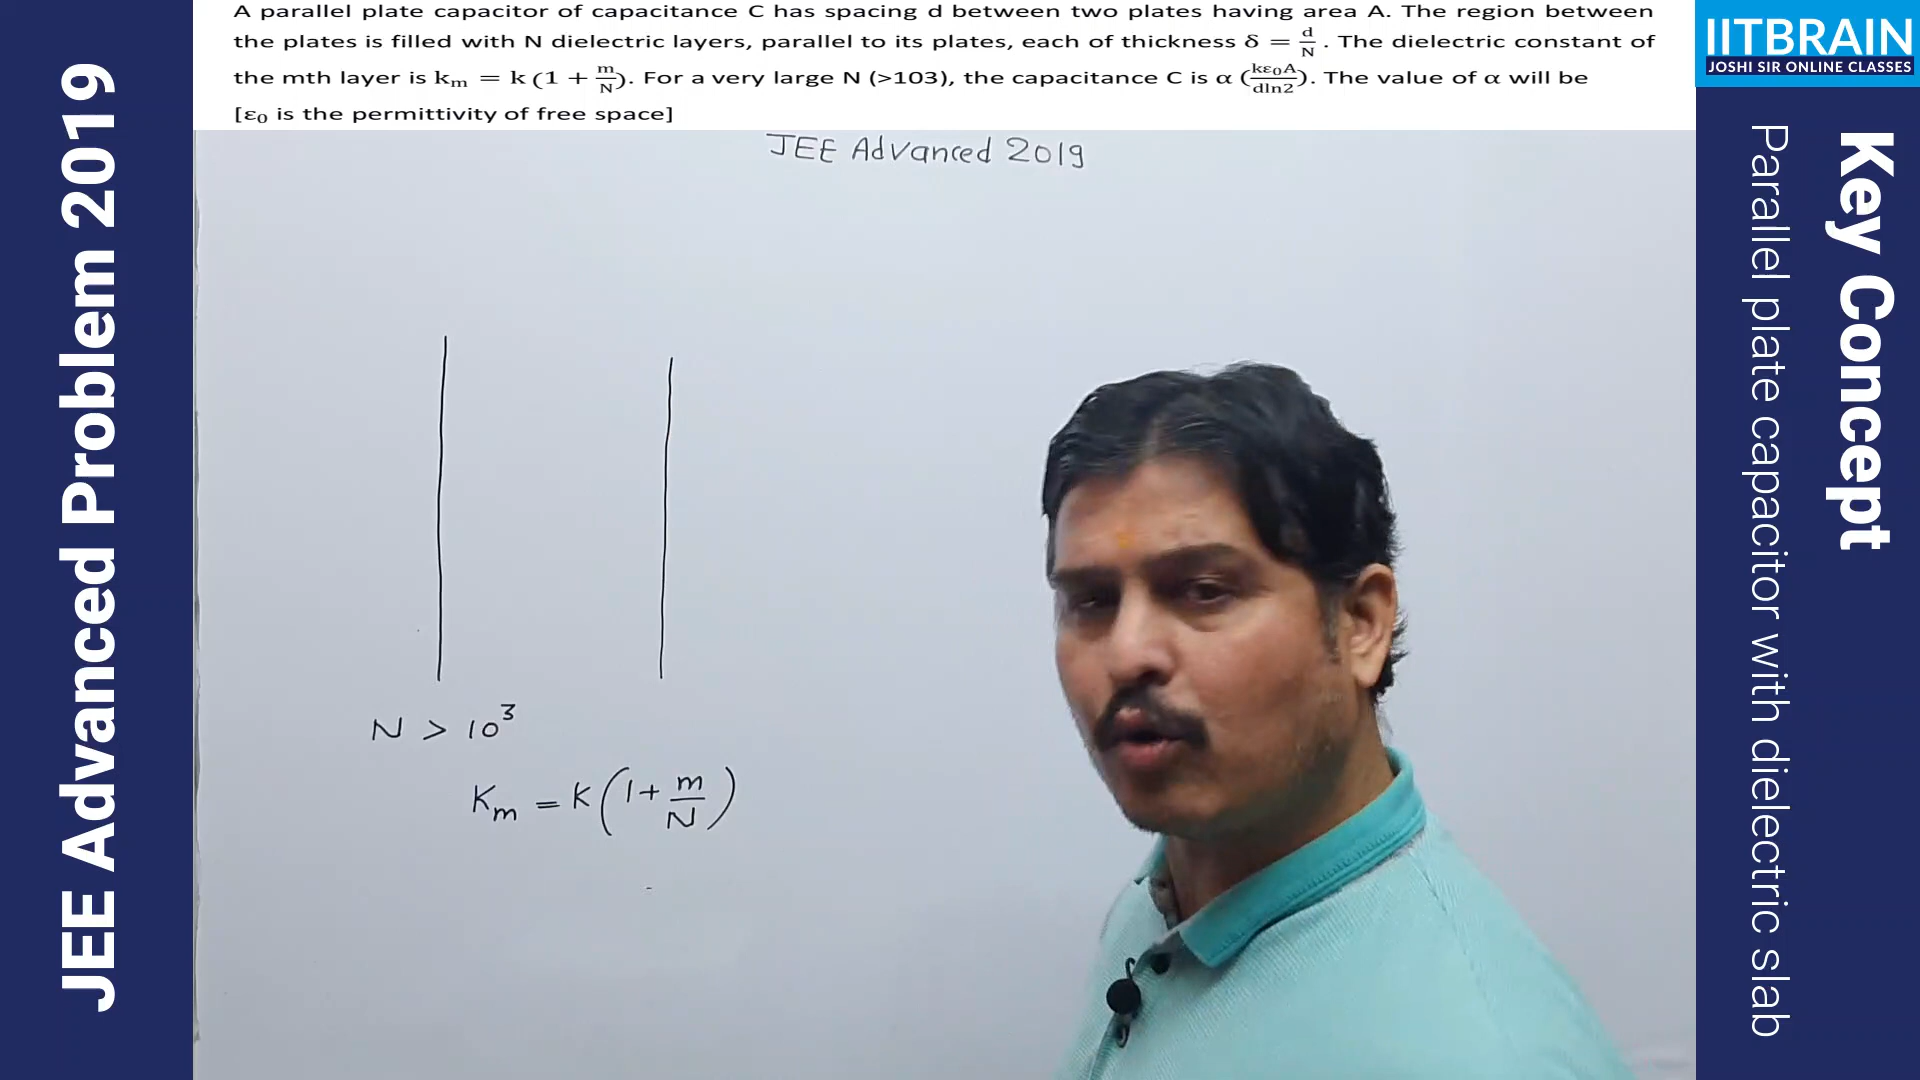 A parallel plate capacitor of capacitance C has spacing d between two plates having area A. The region between
the plates is filled with N dielectric layers, parallel to its plates, each of thickness δ = d/N . The dielectric constant of
the mth layer is kₘ = k (1 + m/N). For a very large N (>103), the capacitance C is α (kε₀A/dln2). The value of α will be
[ε₀ is the permittivity of free space]
IITBRAIN
JOSHI SIR ONLINE CLASSES
JEE Advanced Problem 2019
JEE Advanced 2019
N > 10³
Kₘ = K(1 + m/N)
Key Concept
Parallel plate capacitor with dielectric slab